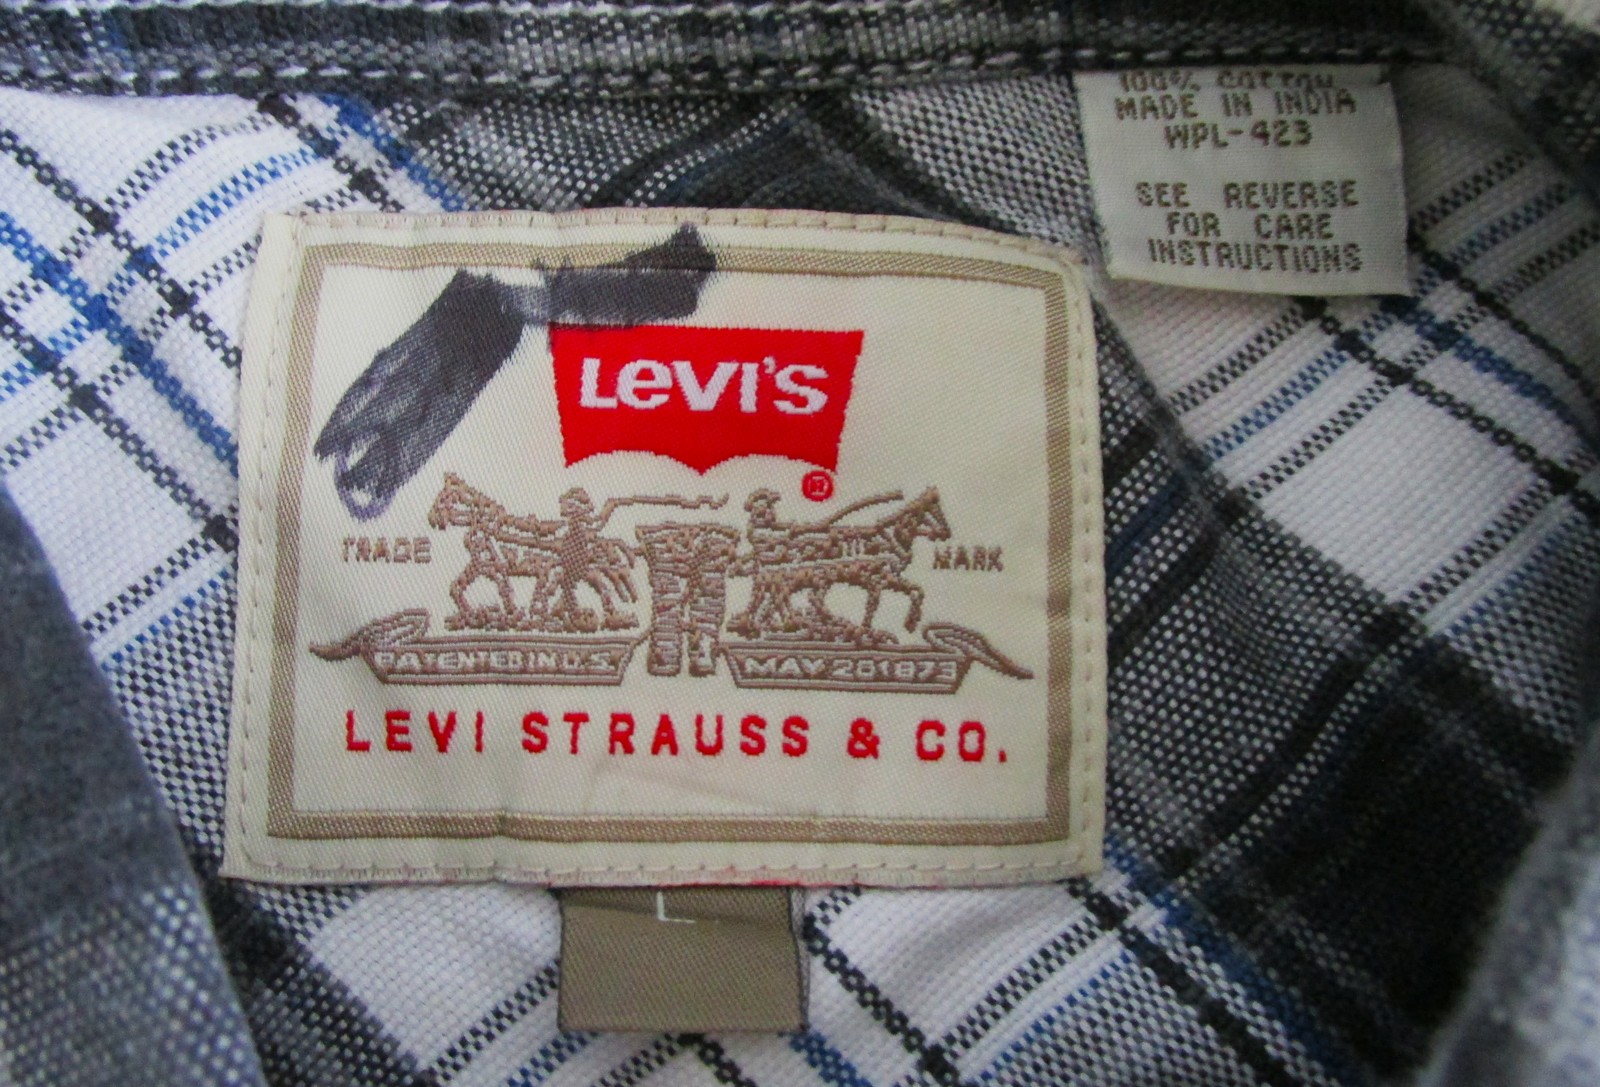 100% COTTON
MADE IN INDIA
WPL-423
SEE REVERSE
FOR CARE
INSTRUCTIONS
LEVI'S
®
TRADE MARK
PATENTED IN U.S. MAY 20 1873
LEVI STRAUSS & CO.
L